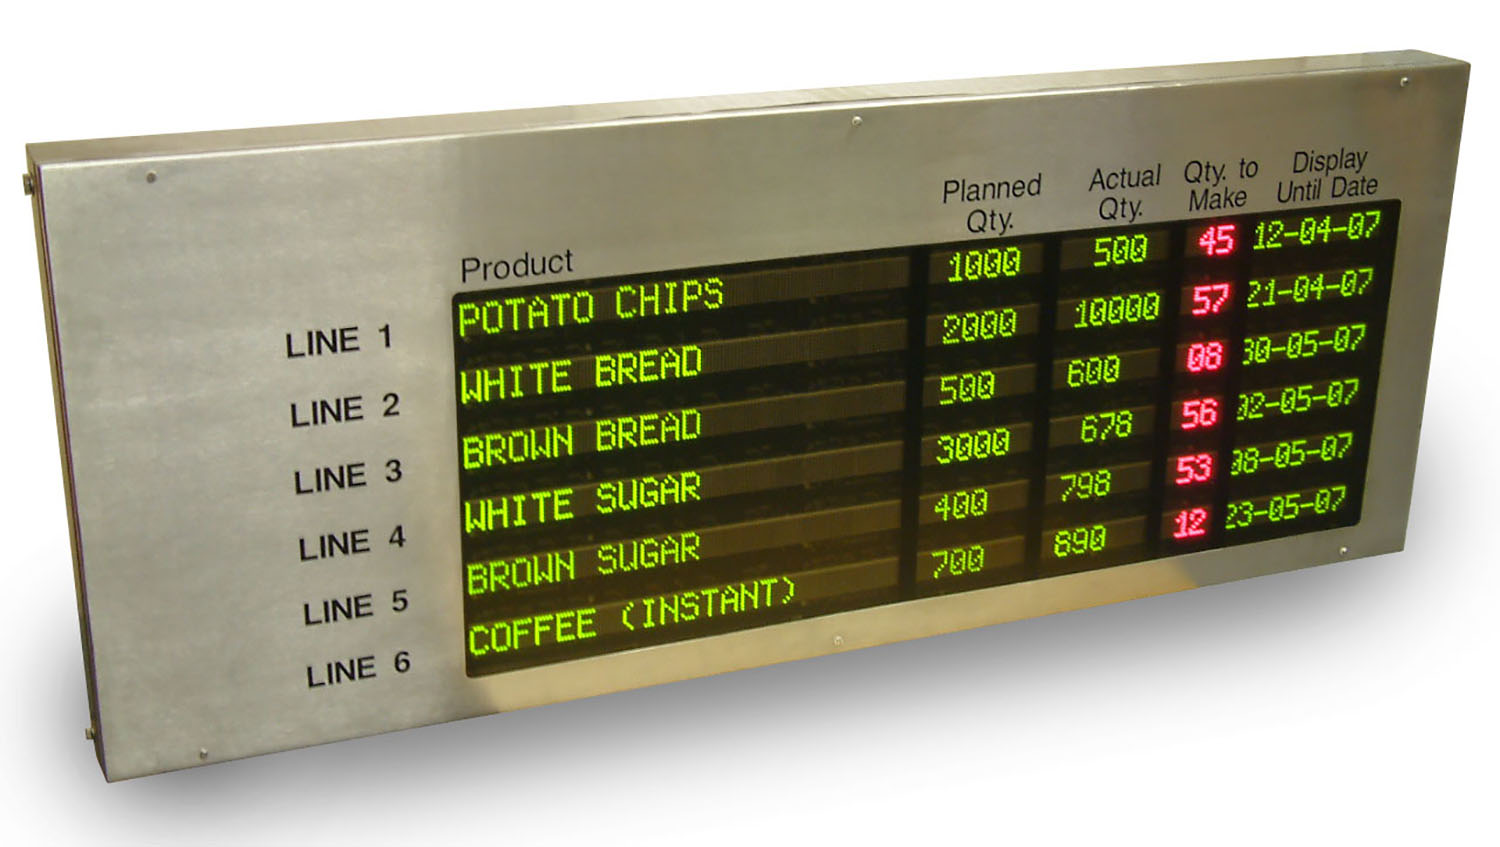 Product Planned Qty. Actual Qty. Qty. to Make Display Until Date
LINE 1 POTATO CHIPS 1000 500 45 12-04-07
LINE 2 WHITE BREAD 2000 10000 57 21-04-07
LINE 3 BROWN BREAD 500 600 08 30-05-07
LINE 4 WHITE SUGAR 3000 678 56 02-05-07
LINE 5 BROWN SUGAR 400 798 53 08-05-07
LINE 6 COFFEE (INSTANT) 700 890 12 23-05-07